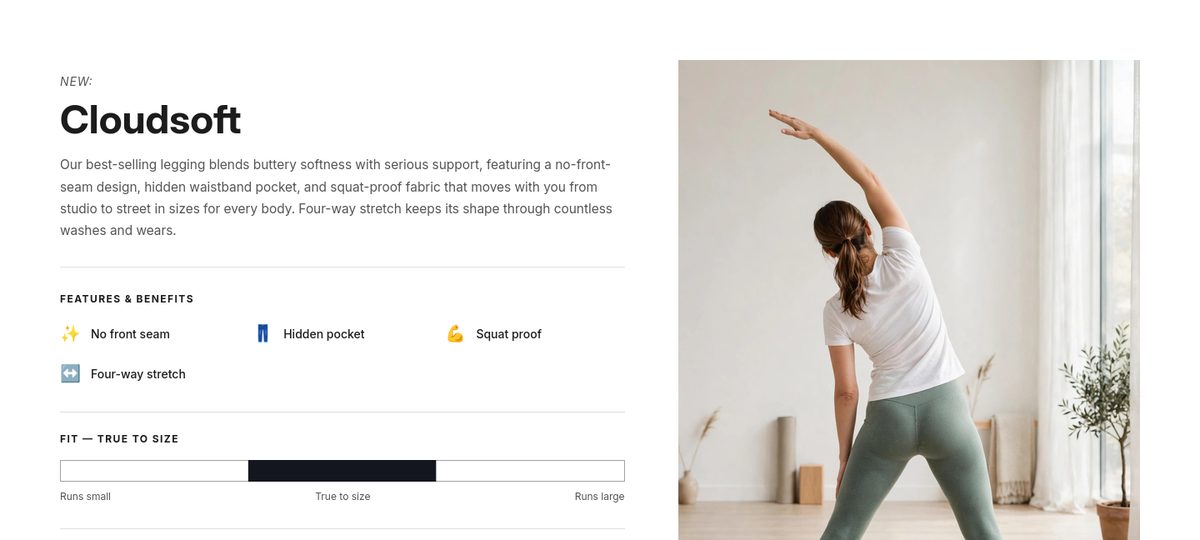 NEW:
Cloudsoft
Our best-selling legging blends buttery softness with serious support, featuring a no-front-
seam design, hidden waistband pocket, and squat-proof fabric that moves with you from
studio to street in sizes for every body. Four-way stretch keeps its shape through countless
washes and wears.
FEATURES & BENEFITS
✨ No front seam
👖 Hidden pocket
💪 Squat proof
↔️ Four-way stretch
FIT — TRUE TO SIZE
Runs small
True to size
Runs large